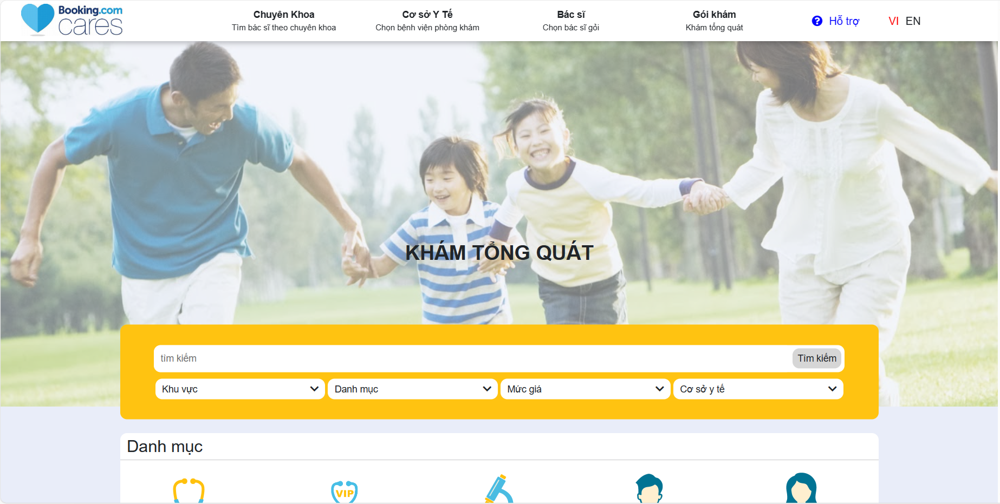 Booking.com
cares
Chuyên Khoa
Tìm bác sĩ theo chuyên khoa
Cơ sở Y Tế
Chọn bệnh viện phòng khám
Bác sĩ
Chọn bác sĩ gỏi
Gói khám
Khám tổng quát
Hỗ trợ
VI EN
KHÁM TỔNG QUÁT
tìm kiếm
Tìm kiếm
Khu vực
Danh mục
Mức giá
Cơ sở y tế
Danh mục
VIP